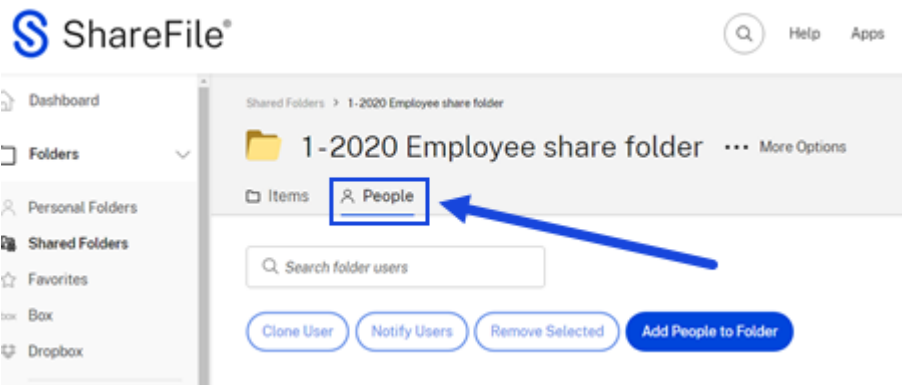 ShareFile®
Help
Apps
Dashboard
Folders
Personal Folders
Shared Folders
Favorites
box
Box
Dropbox
Shared Folders > 1-2020 Employee share folder
1-2020 Employee share folder
••• More Options
Items
People
Search folder users
Clone User
Notify Users
Remove Selected
Add People to Folder